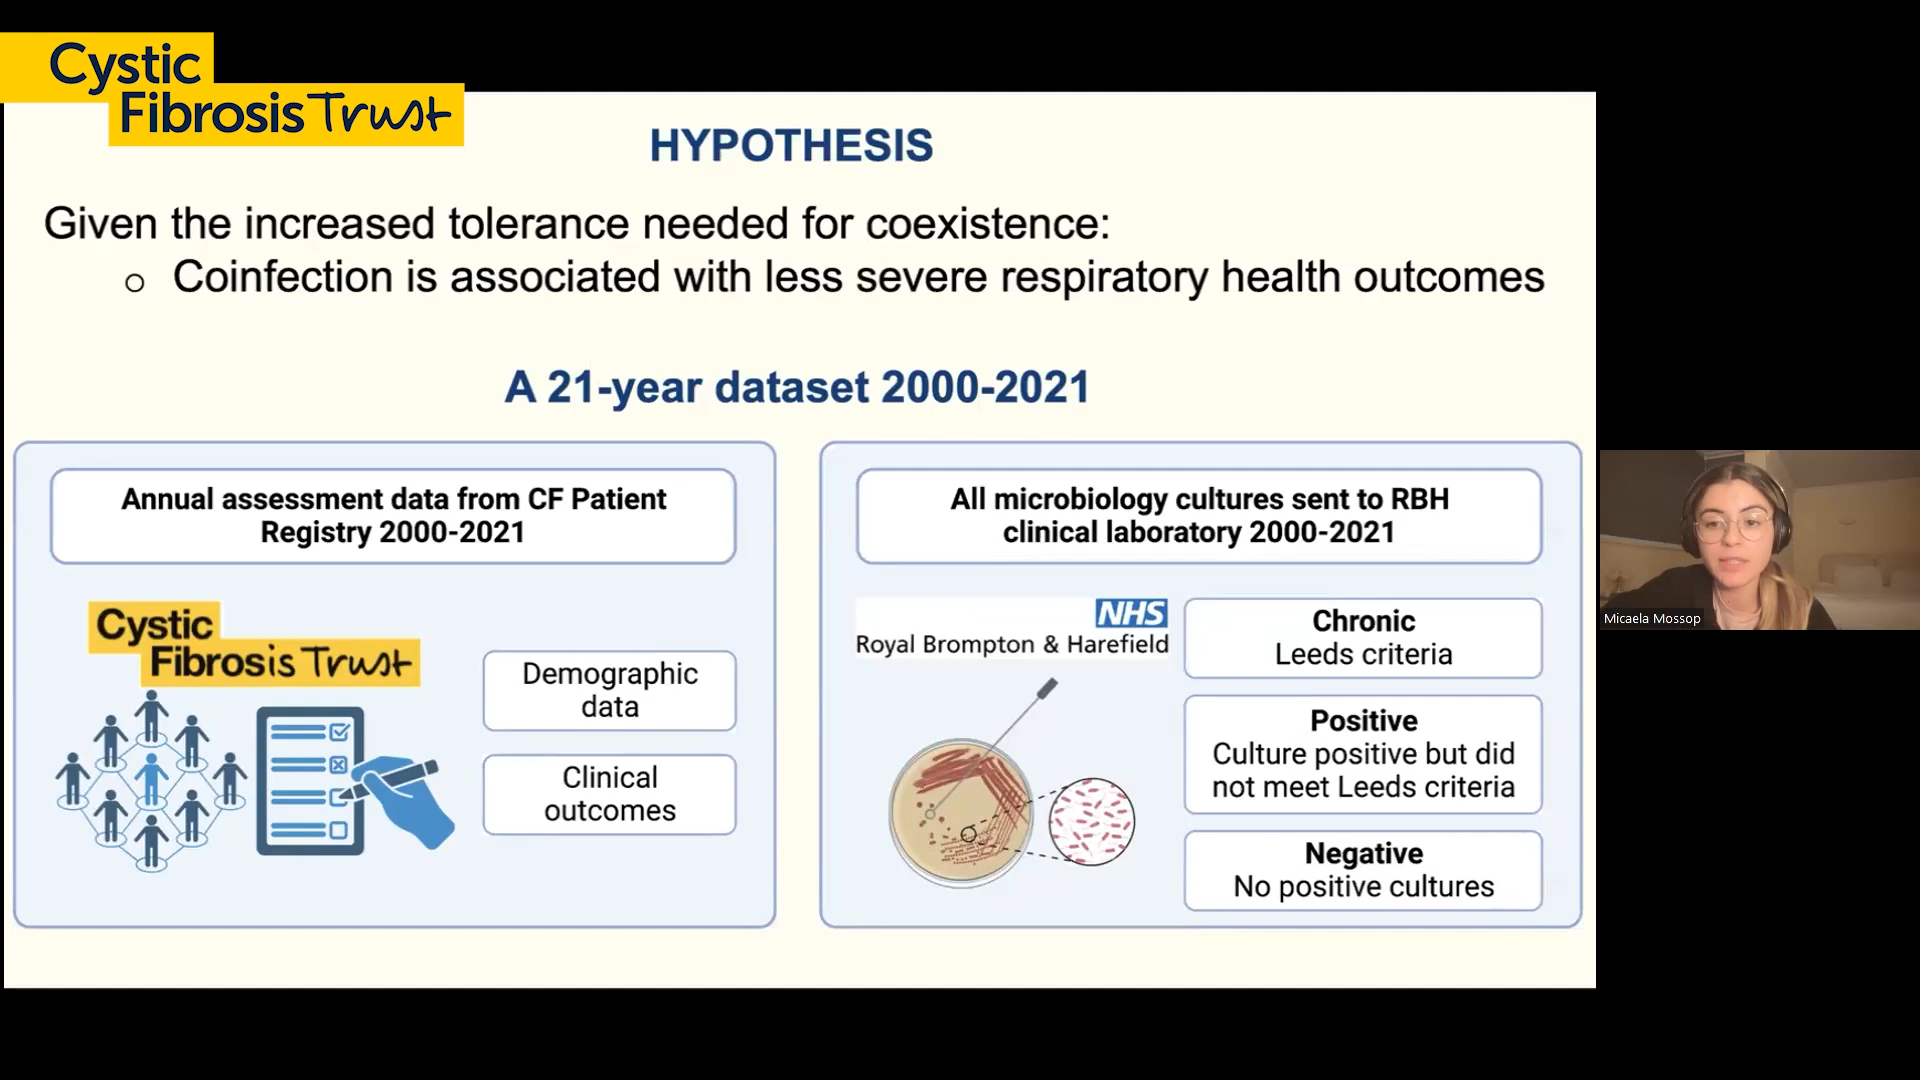 Cystic
Fibrosis Trust
HYPOTHESIS
Given the increased tolerance needed for coexistence:
o Coinfection is associated with less severe respiratory health outcomes
A 21-year dataset 2000-2021
Annual assessment data from CF Patient
Registry 2000-2021
Cystic
Fibrosis Trust
Demographic
data
Clinical
outcomes
All microbiology cultures sent to RBH
clinical laboratory 2000-2021
NHS
Royal Brompton & Harefield
Chronic
Leeds criteria
Positive
Culture positive but did
not meet Leeds criteria
Negative
No positive cultures
Micaela Mossop